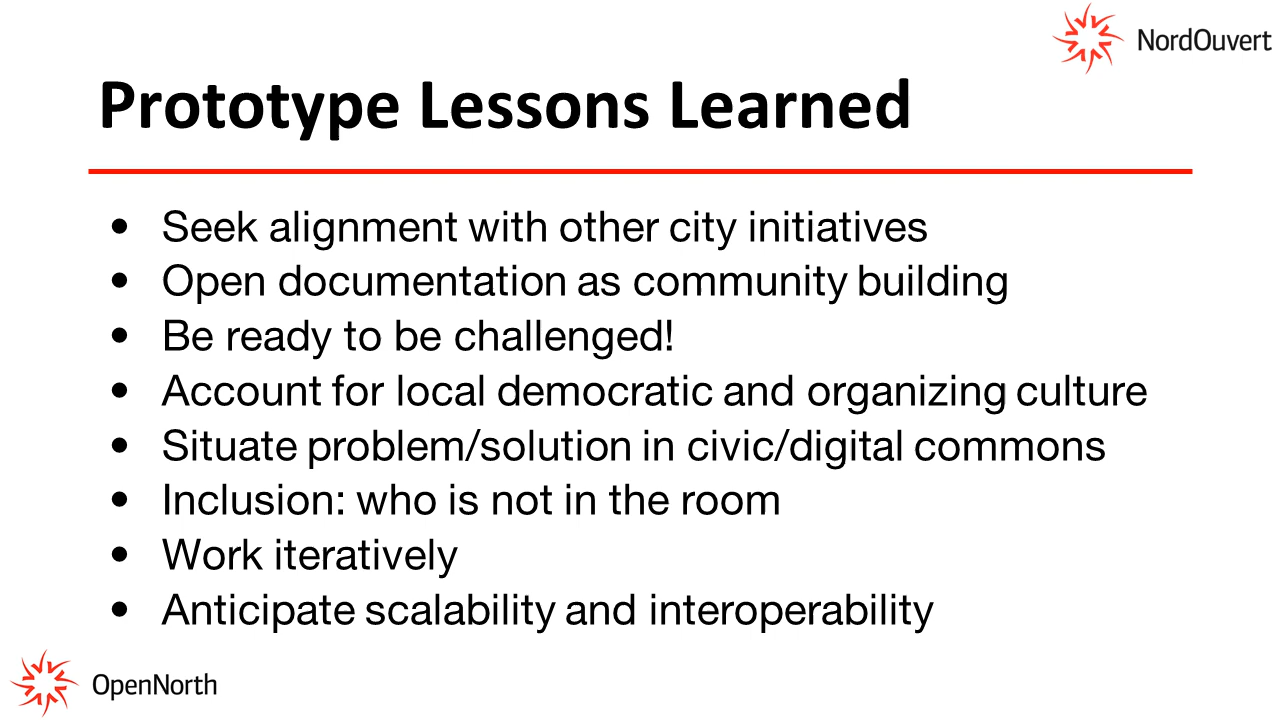 NordOuvert
Prototype Lessons Learned
• Seek alignment with other city initiatives
• Open documentation as community building
• Be ready to be challenged!
• Account for local democratic and organizing culture
• Situate problem/solution in civic/digital commons
• Inclusion: who is not in the room
• Work iteratively
• Anticipate scalability and interoperability
OpenNorth